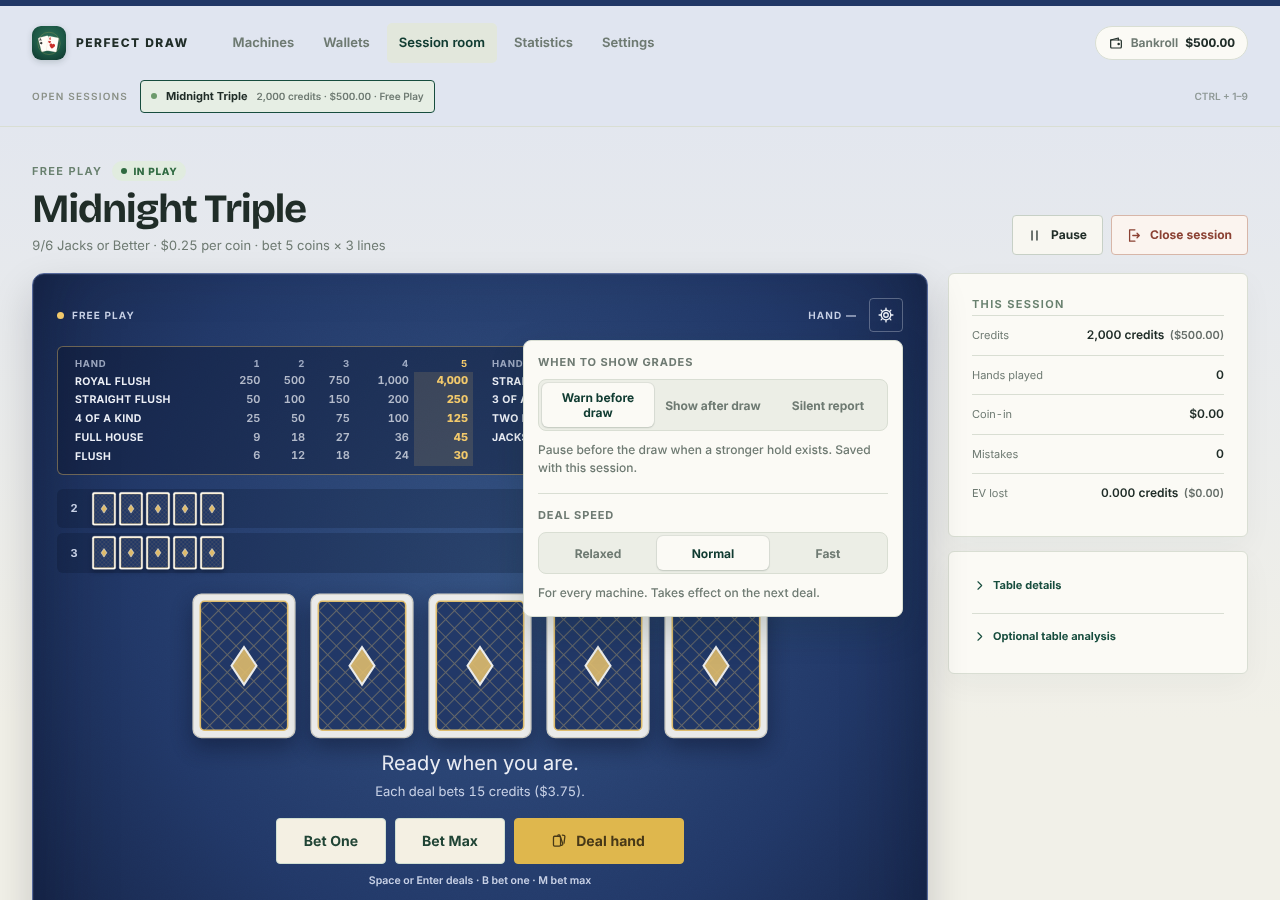 PERFECT DRAW
Machines
Wallets
Session room
Statistics
Settings
Bankroll $500.00
OPEN SESSIONS
Midnight Triple 2,000 credits · $500.00 · Free Play
CTRL + 1–9
FREE PLAY
IN PLAY
Midnight Triple
9/6 Jacks or Better · $0.25 per coin · bet 5 coins × 3 lines
Pause
Close session
FREE PLAY
HAND —
HAND 1 2 3 4 5
ROYAL FLUSH 250 500 750 1,000 4,000
STRAIGHT FLUSH 50 100 150 200 250
4 OF A KIND 25 50 75 100 125
FULL HOUSE 9 18 27 36 45
FLUSH 6 12 18 24 30
HAND
3 OF
TWO
JACKS
WHEN TO SHOW GRADES
Warn before
draw
Show after draw
Silent report
Pause before the draw when a stronger hold exists. Saved
with this session.
DEAL SPEED
Relaxed
Normal
Fast
For every machine. Takes effect on the next deal.
2
3
Ready when you are.
Each deal bets 15 credits ($3.75).
Bet One
Bet Max
Deal hand
Space or Enter deals · B bet one · M bet max
THIS SESSION
Credits 2,000 credits ($500.00)
Hands played 0
Coin-in $0.00
Mistakes 0
EV lost 0.000 credits ($0.00)
Table details
Optional table analysis